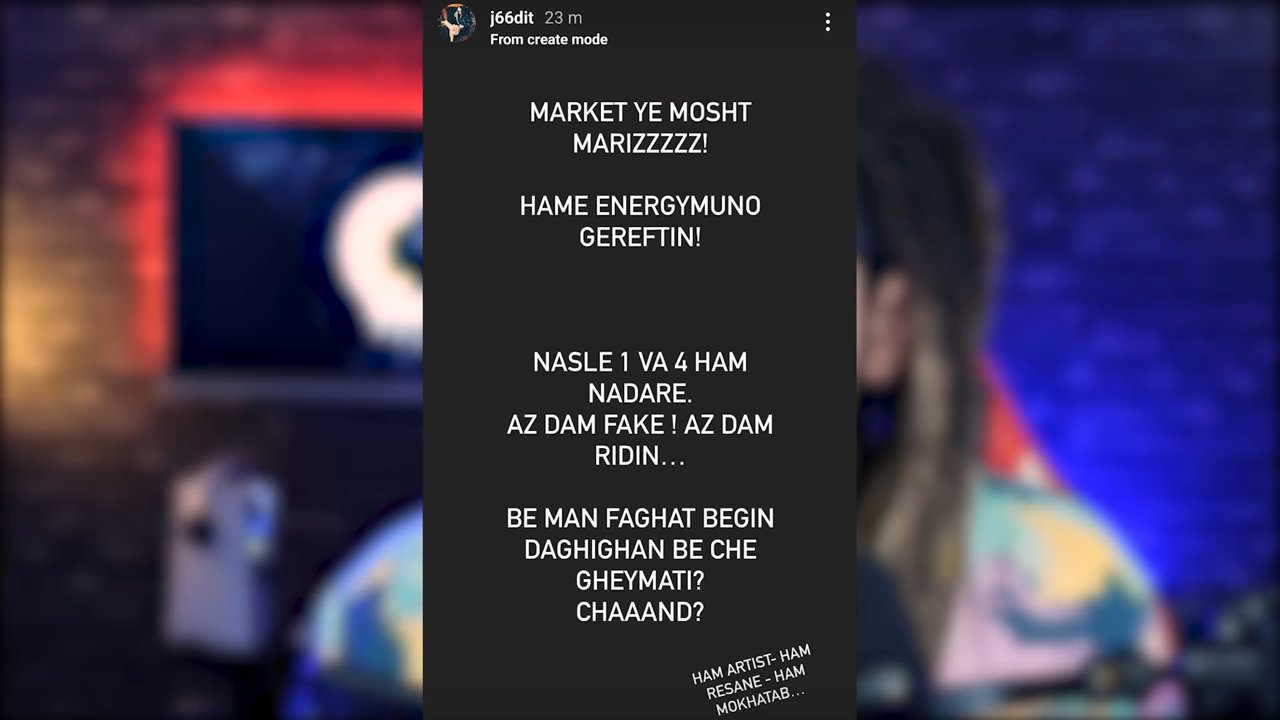 j66dit 23 m
From create mode
MARKET YE MOSHT
MARIZZZZZ!
HAME ENERGYMUNO
GEREFTIN!
NASLE 1 VA 4 HAM
NADARE.
AZ DAM FAKE ! AZ DAM
RIDIN...
BE MAN FAGHAT BEGIN
DAGHIGHAN BE CHE
GHEYMATI?
CHAAAND?
HAM ARTIST- HAM
RESANE - HAM
MOKHATAB...